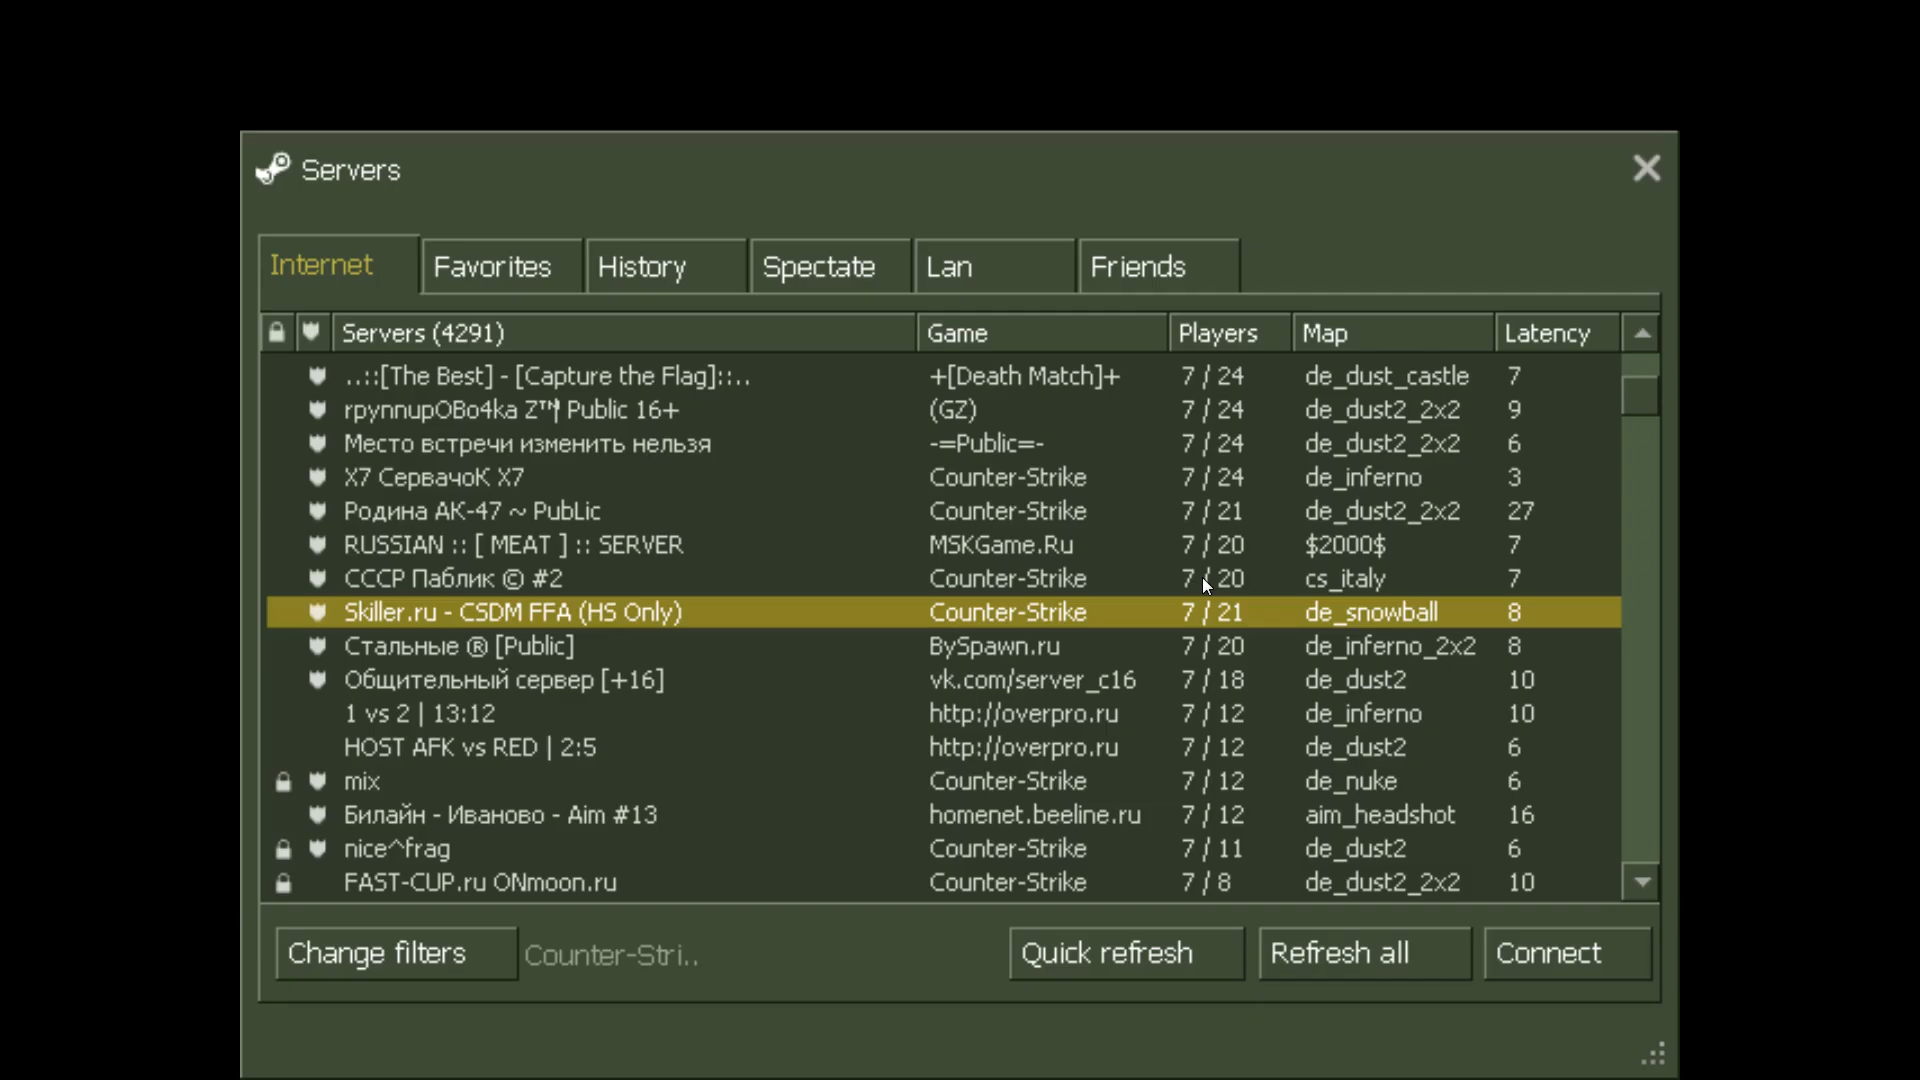 Servers
Internet Favorites History Spectate Lan Friends
Servers (4291) Game Players Map Latency
..::[The Best] - [Capture the Flag]::.. +[Death Match]+ 7 / 24 de_dust_castle 7
rpynnupOBo4ka Z™ Public 16+ (GZ) 7 / 24 de_dust2_2x2 9
Место встречи изменить нельзя -=Public=- 7 / 24 de_dust2_2x2 6
X7 СервачоК X7 Counter-Strike 7 / 24 de_inferno 3
Родина АК-47 ~ PubLic Counter-Strike 7 / 21 de_dust2_2x2 27
RUSSIAN :: [ MEAT ] :: SERVER MSKGame.Ru 7 / 20 $2000$ 7
СССР Паблик © #2 Counter-Strike 7 / 20 cs_italy 7
Skiller.ru - CSDM FFA (HS Only) Counter-Strike 7 / 21 de_snowball 8
Стальные ® [Public] BySpawn.ru 7 / 20 de_inferno_2x2 8
Общительный сервер [+16] vk.com/server_c16 7 / 18 de_dust2 10
1 vs 2 | 13:12 http://overpro.ru 7 / 12 de_inferno 10
HOST AFK vs RED | 2:5 http://overpro.ru 7 / 12 de_dust2 6
mix Counter-Strike 7 / 12 de_nuke 6
Билайн - Иваново - Aim #13 homenet.beeline.ru 7 / 12 aim_headshot 16
nice^frag Counter-Strike 7 / 11 de_dust2 6
FAST-CUP.ru ONmoon.ru Counter-Strike 7 / 8 de_dust2_2x2 10
Change filters Counter-Stri.. Quick refresh Refresh all Connect